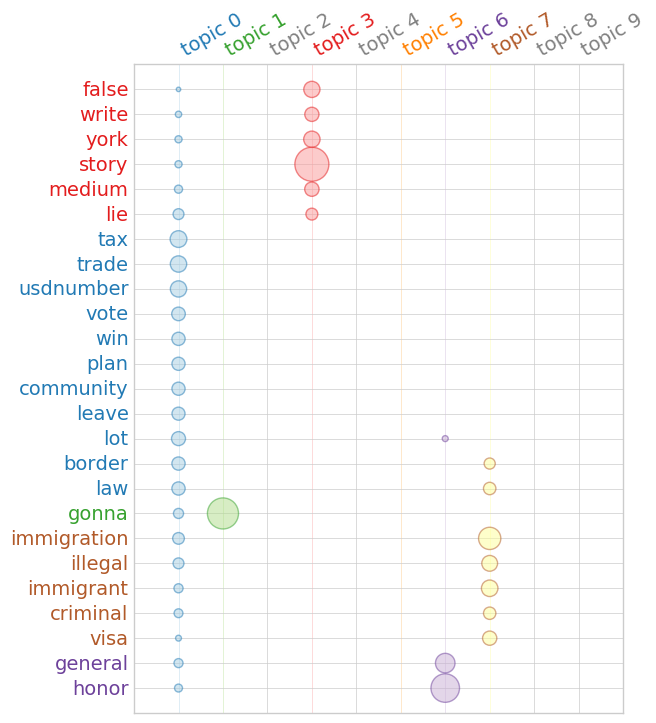 topic 0 topic 1 topic 2 topic 3 topic 4 topic 5 topic 6 topic 7 topic 8 topic 9
false
write
york
story
medium
lie
tax
trade
usdnumber
vote
win
plan
community
leave
lot
border
law
gonna
immigration
illegal
immigrant
criminal
visa
general
honor